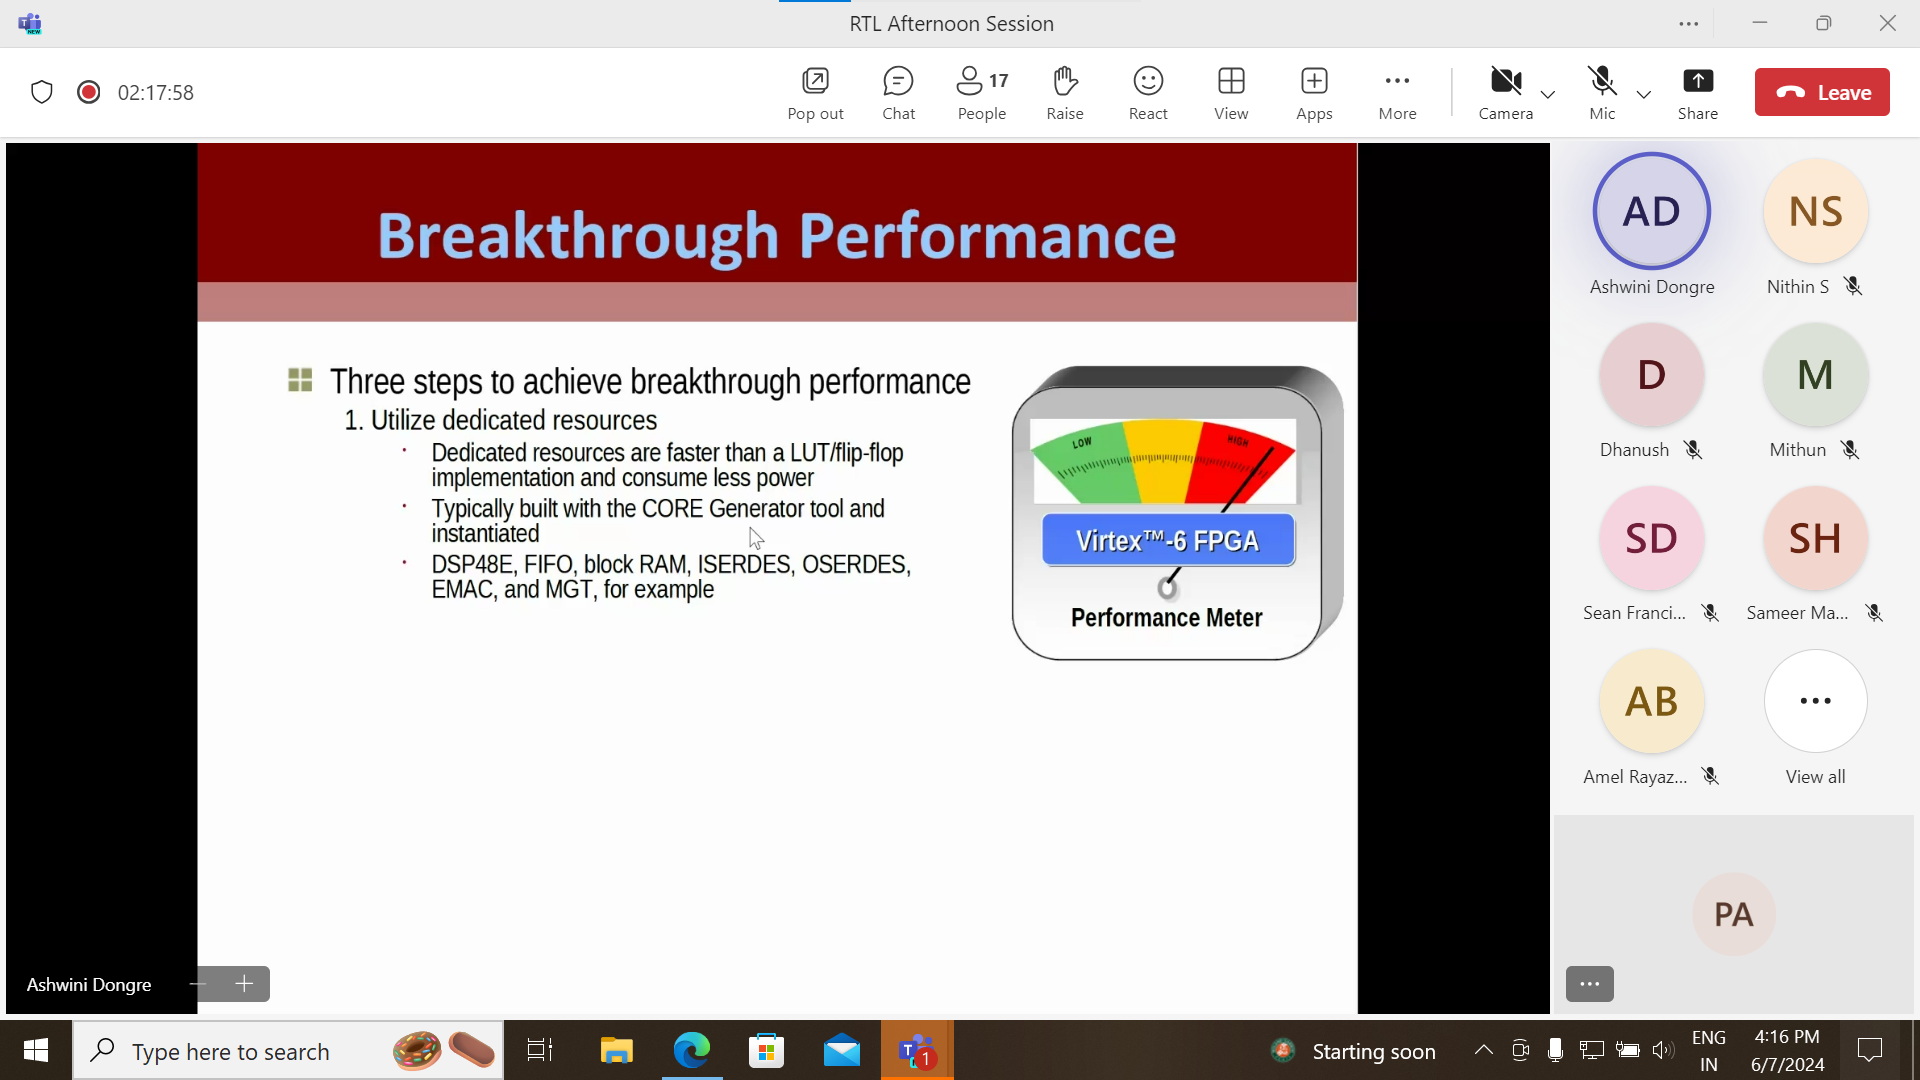 RTL Afternoon Session
02:17:58
17
Pop out
Chat
People
Raise
React
View
Apps
More
Camera
Mic
Share
Leave
Breakthrough Performance
Three steps to achieve breakthrough performance
1. Utilize dedicated resources
· Dedicated resources are faster than a LUT/flip-flop
implementation and consume less power
· Typically built with the CORE Generator tool and
instantiated
· DSP48E, FIFO, block RAM, ISERDES, OSERDES,
EMAC, and MGT, for example
LOW
HIGH
Virtex™-6 FPGA
Performance Meter
AD
Ashwini Dongre
NS
Nithin S
D
Dhanush
M
Mithun
SD
Sean Franci...
SH
Sameer Ma...
AB
Amel Rayaz...
View all
PA
Ashwini Dongre
Type here to search
T
1
Starting soon
ENG
IN
4:16 PM
6/7/2024
T
NEW